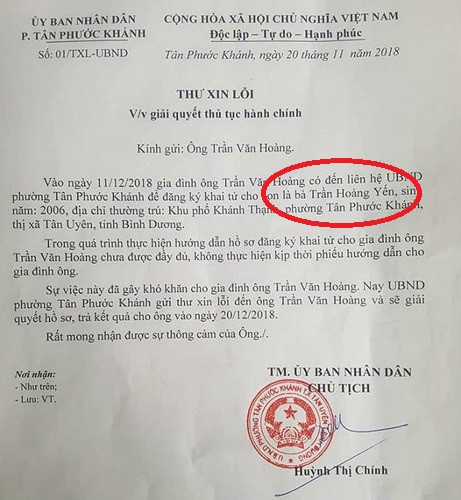 ỦY BAN NHÂN DÂN
P. TÂN PHƯỚC KHÁNH
Số: 01/TXL-UBND
CỘNG HÒA XÃ HỘI CHỦ NGHĨA VIỆT NAM
Độc lập – Tự do – Hạnh phúc
Tân Phước Khánh, ngày 20 tháng 11 năm 2018
THƯ XIN LỖI
V/v giải quyết thủ tục hành chính
Kính gửi: Ông Trần Văn Hoàng.
Vào ngày 11/12/2018 gia đình ông Trần Văn Hoàng có đến liên hệ UBND
phường Tân Phước Khánh để đăng ký khai tử cho con là bà Trần Hoàng Yến, sinh
năm: 2006, địa chỉ thường trú: Khu phố Khánh Thạnh, phường Tân Phước Khánh,
thị xã Tân Uyên, tỉnh Bình Dương.
Trong quá trình thực hiện hướng dẫn hồ sơ đăng ký khai tử cho gia đình ông
Trần Văn Hoàng chưa được đầy đủ, không thực hiện kịp thời phiếu hướng dẫn cho
gia đình ông.
Sự việc này đã gây khó khăn cho gia đình ông Trần Văn Hoàng. Nay UBND
phường Tân Phước Khánh gửi thư xin lỗi đến ông Trần Văn Hoàng và sẽ giải
quyết hồ sơ, trả kết quả cho ông vào ngày 20/12/2018.
Rất mong nhận được sự thông cảm của Ông./.
Nơi nhận:
- Như trên;
- Lưu: VT.
TM. ỦY BAN NHÂN DÂN
CHỦ TỊCH
U.B.N.D PHƯỜNG TÂN PHƯỚC KHÁNH T.X TÂN UYÊN
Huỳnh Thị Chính